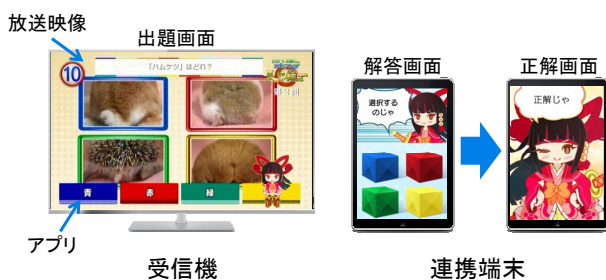 放送映像
出題画面
⑩
「ハムケツ」はどれ?
青
赤
緑
アプリ
受信機
解答画面
選択する
のじゃ
正解画面
正解じゃ
連携端末